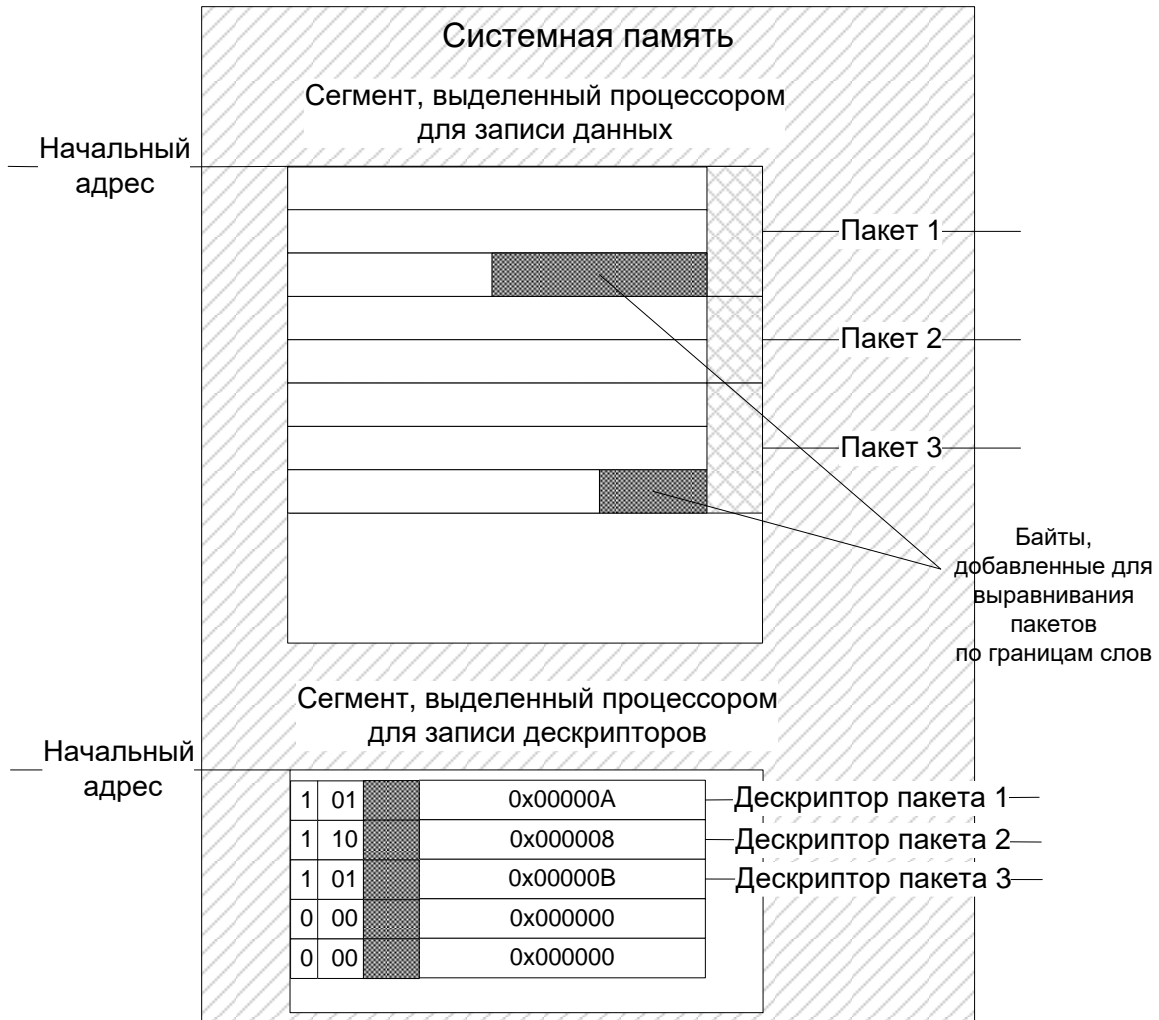 Системная память
Сегмент, выделенный процессором
для записи данных
Начальный
адрес
Пакет 1
Пакет 2
Пакет 3
Байты,
добавленные для
выравнивания
пакетов
по границам слов
Сегмент, выделенный процессором
для записи дескрипторов
Начальный
адрес
1 01 0x00000A Дескриптор пакета 1
1 10 0x000008 Дескриптор пакета 2
1 01 0x00000B Дескриптор пакета 3
0 00 0x000000
0 00 0x000000